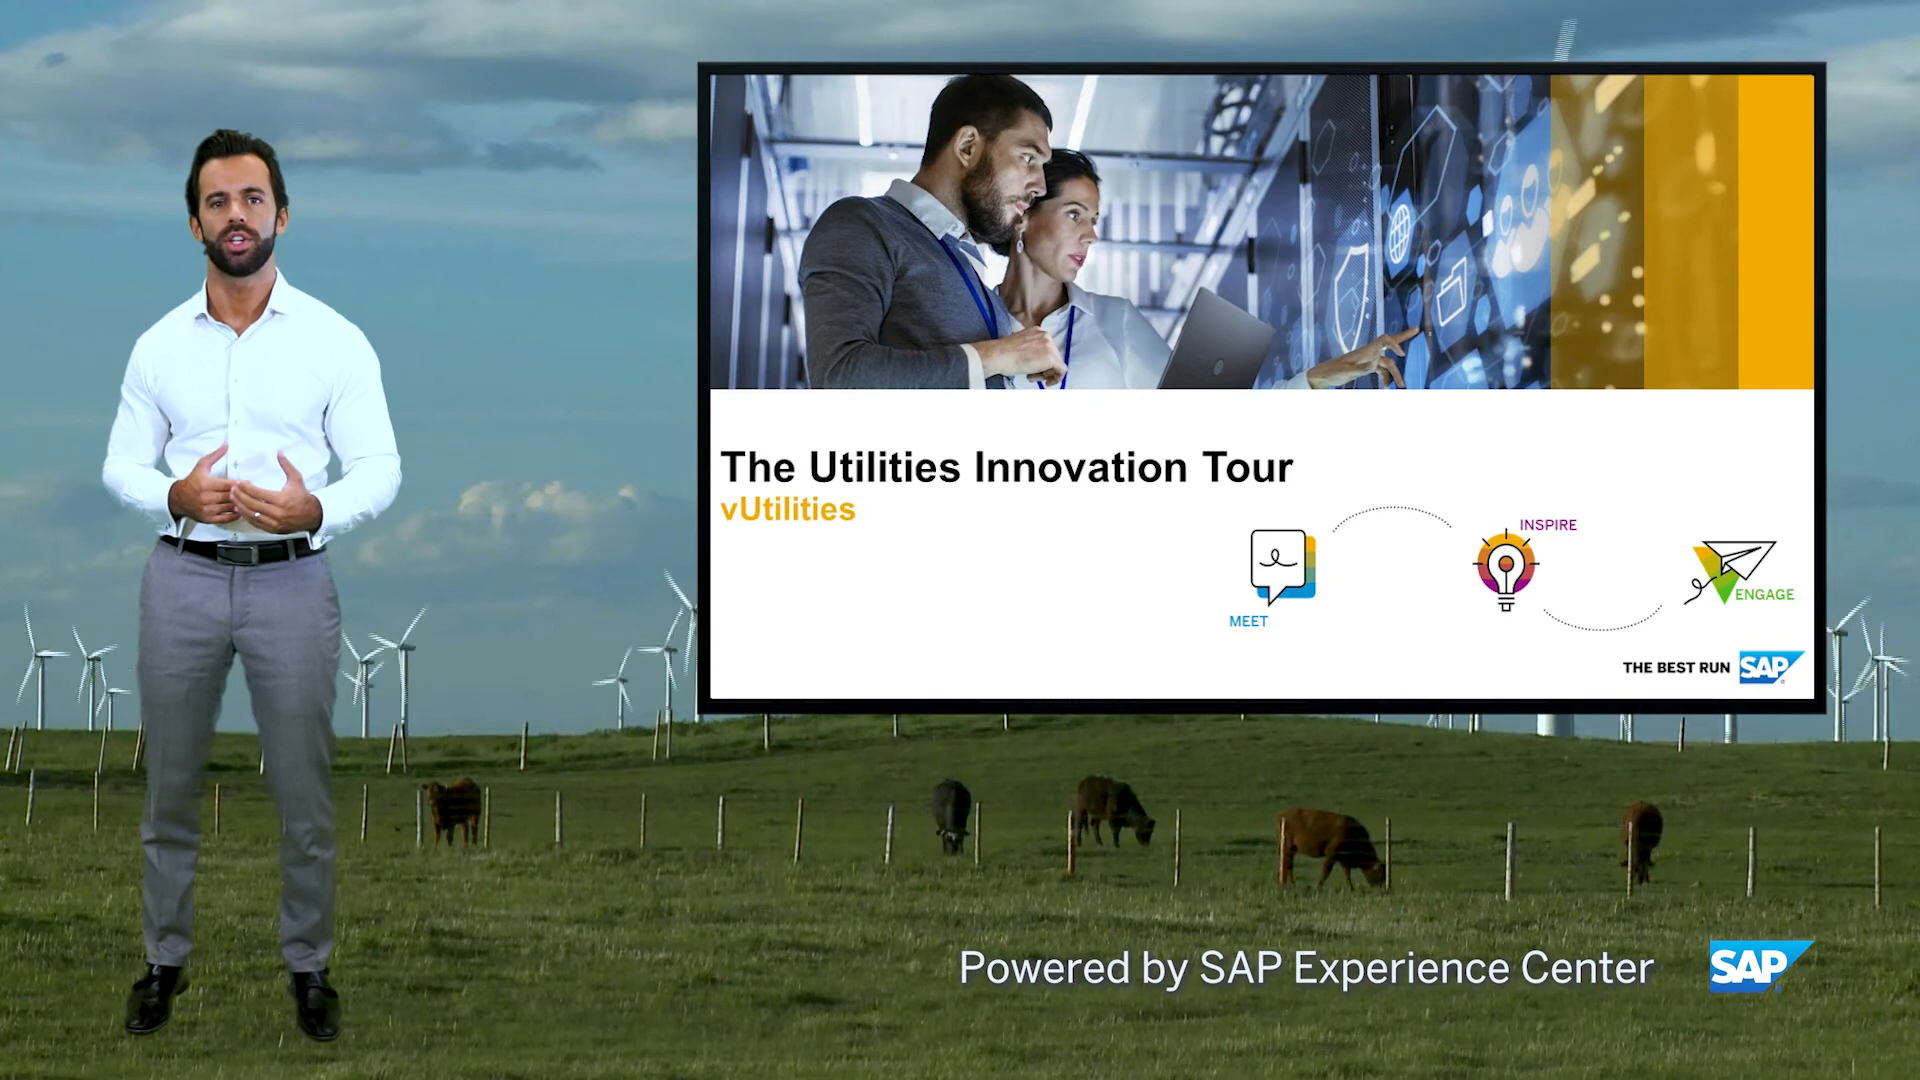 The Utilities Innovation Tour
vUtilities
INSPIRE
ENGAGE
MEET
THE BEST RUN SAP
Powered by SAP Experience Center SAP